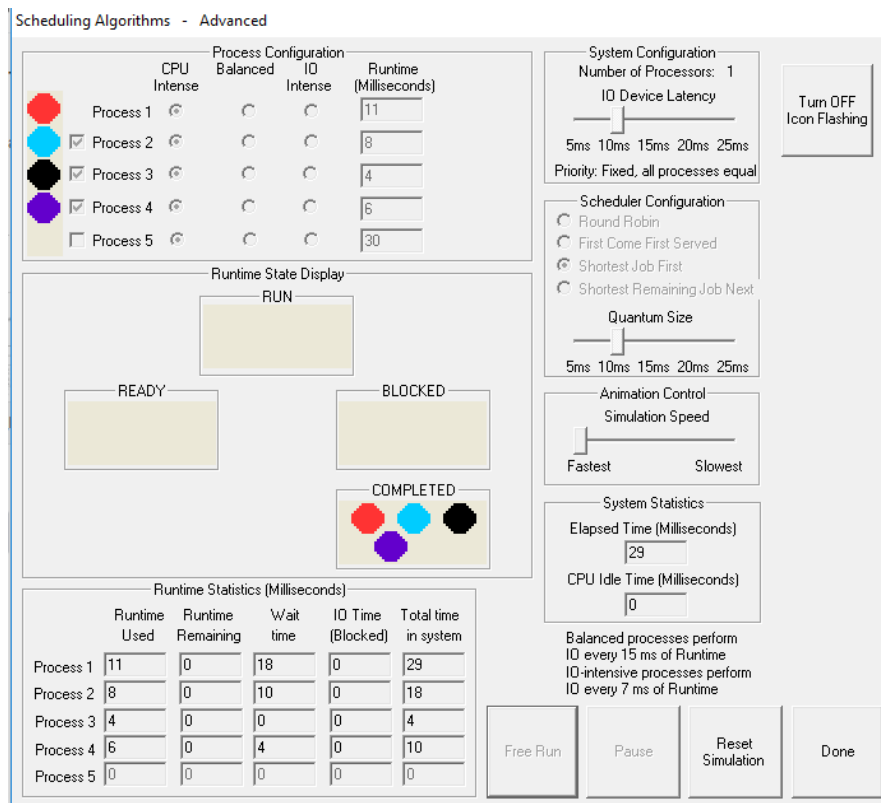 Scheduling Algorithms - Advanced
Process Configuration
CPU Intense Balanced IO Intense Runtime (Milliseconds)
Process 1 11
Process 2 8
Process 3 4
Process 4 6
Process 5 30
System Configuration
Number of Processors: 1
IO Device Latency
5ms 10ms 15ms 20ms 25ms
Priority: Fixed, all processes equal
Turn OFF
Icon Flashing
Scheduler Configuration
Round Robin
First Come First Served
Shortest Job First
Shortest Remaining Job Next
Quantum Size
5ms 10ms 15ms 20ms 25ms
Runtime State Display
RUN
READY
BLOCKED
COMPLETED
Animation Control
Simulation Speed
Fastest Slowest
System Statistics
Elapsed Time (Milliseconds)
29
CPU Idle Time (Milliseconds)
0
Runtime Statistics (Milliseconds)
Runtime Used Runtime Remaining Wait time IO Time (Blocked) Total time in system
Process 1 11 0 18 0 29
Process 2 8 0 10 0 18
Process 3 4 0 0 0 4
Process 4 6 0 4 0 10
Process 5 0 0 0 0 0
Balanced processes perform
IO every 15 ms of Runtime
IO-intensive processes perform
IO every 7 ms of Runtime
Free Run
Pause
Reset
Simulation
Done